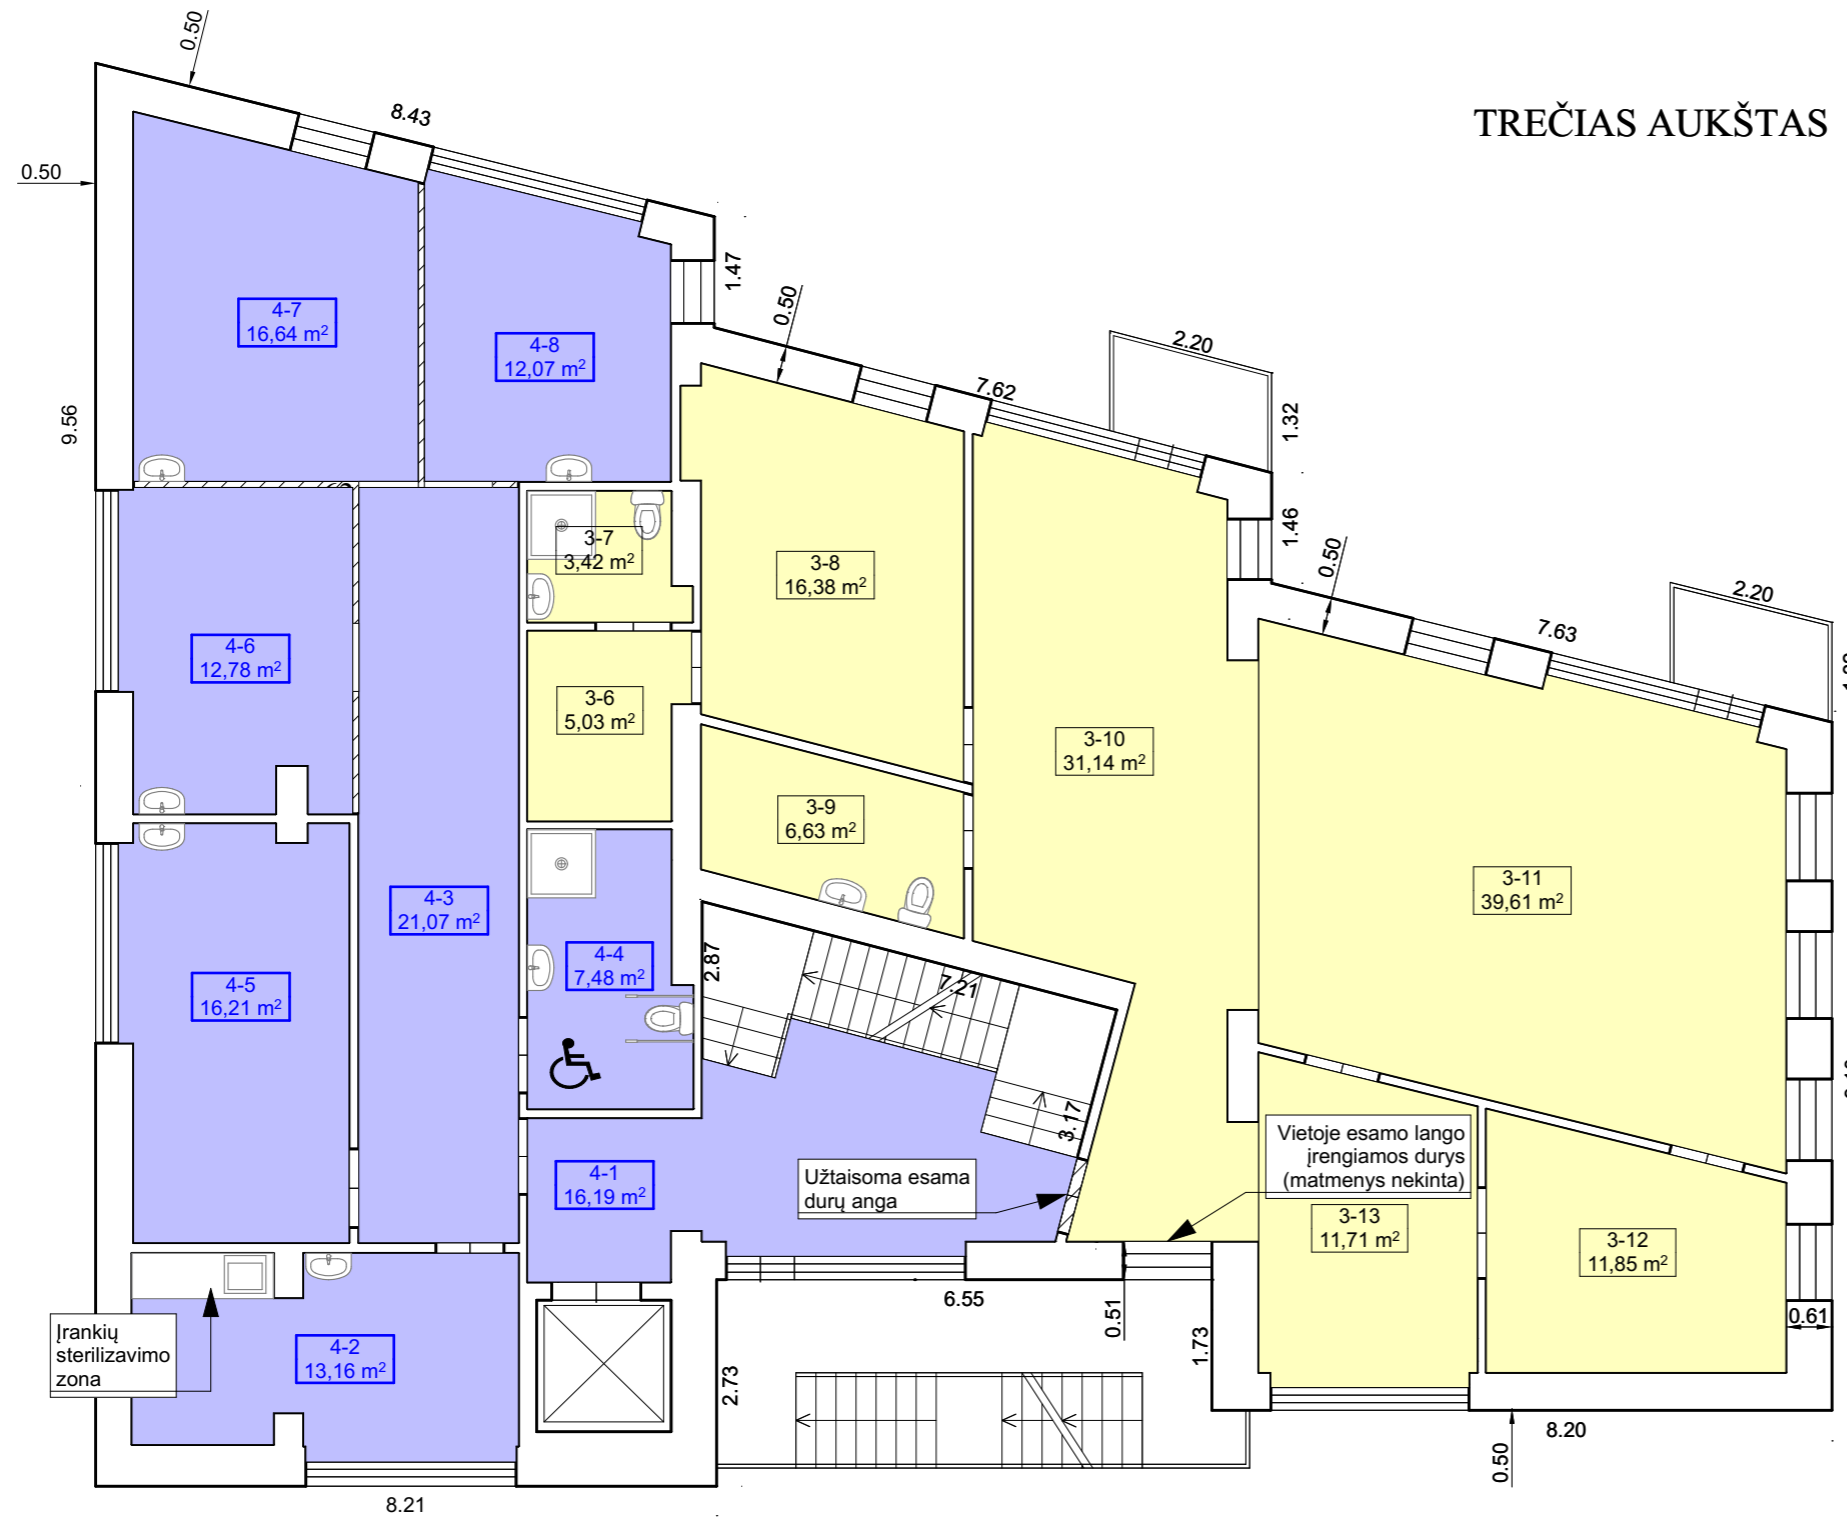 TREČIAS AUKŠTAS
0.50
8.43
0.50
1.47
0.50
2.20
7.62
1.32
4-7
16,64 m²
4-8
12,07 m²
9.56
1.46
0.50
2.20
7.63
3-7
3,42 m²
3-8
16,38 m²
4-6
12,78 m²
3-6
5,03 m²
3-10
31,14 m²
3-9
6,63 m²
3-11
39,61 m²
4-3
21,07 m²
4-4
7,48 m²
4-5
16,21 m²
2.87
7.21
3.17
4-1
16,19 m²
Užtaisoma esama
durų anga
Vietoje esamo lango
įrengiamos durys
(matmenys nekinta)
3-13
11,71 m²
3-12
11,85 m²
6.55
0.51
1.73
0.61
Įrankių
sterilizavimo
zona
4-2
13,16 m²
2.73
8.20
0.50
8.21